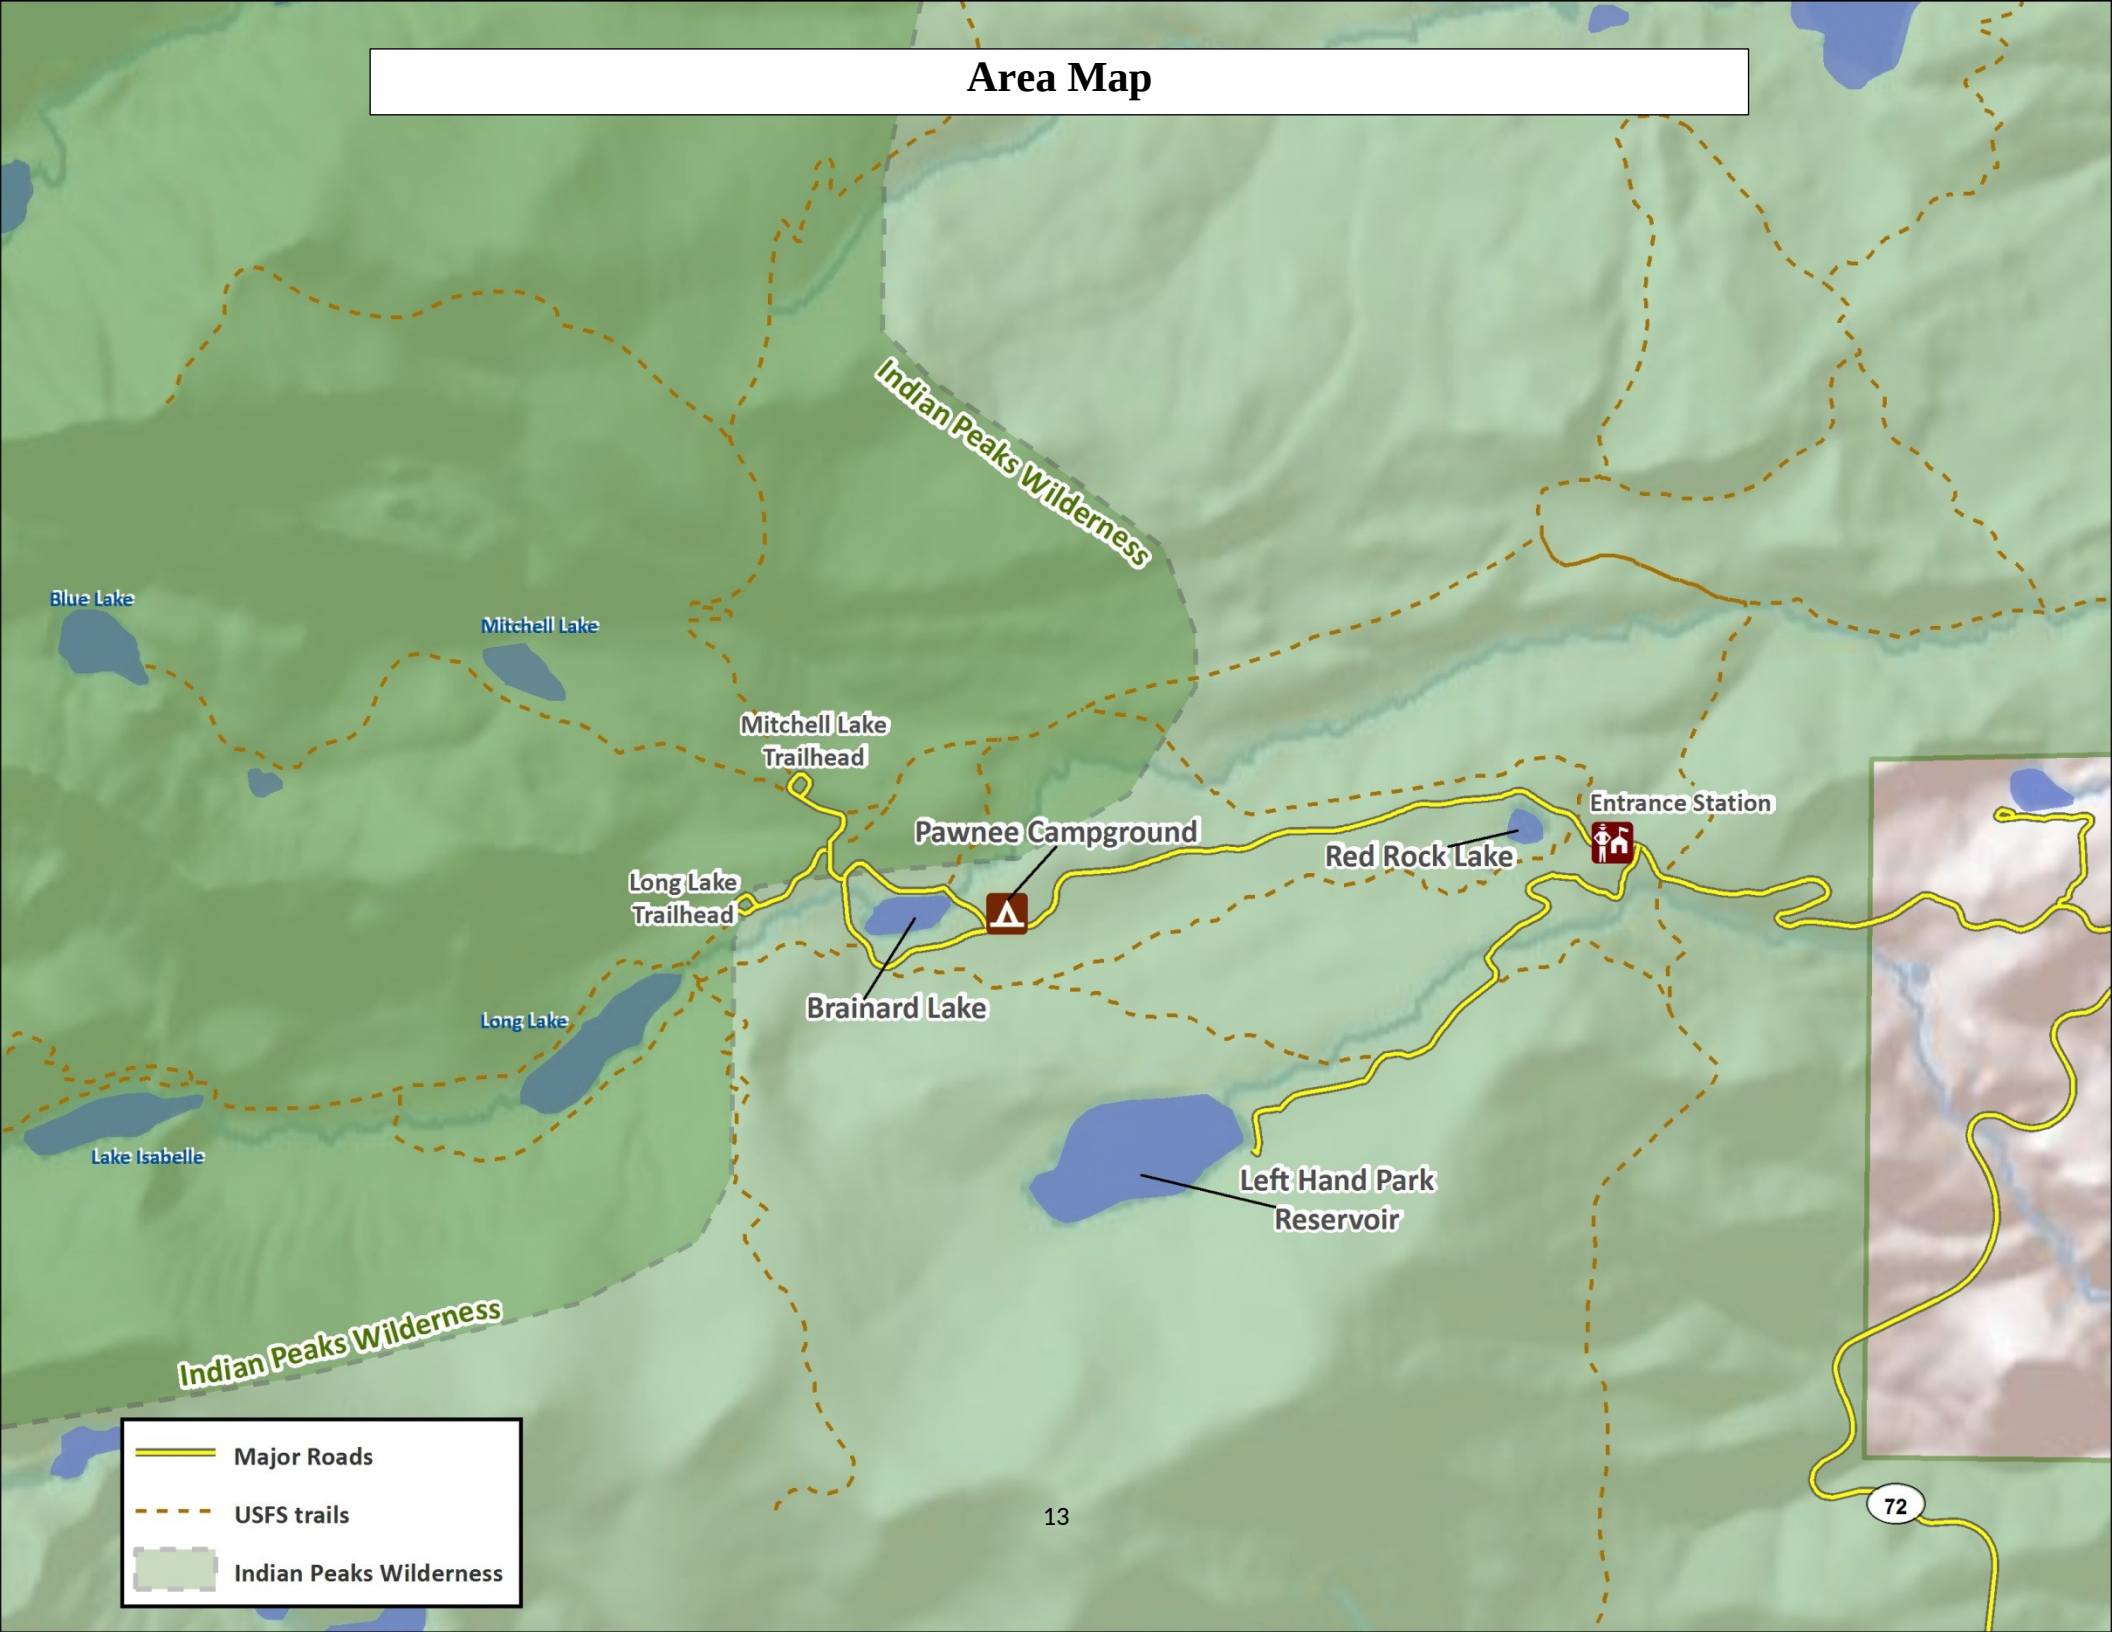 Area Map
Indian Peaks Wilderness
Blue Lake
Mitchell Lake
Mitchell Lake
Trailhead
Pawnee Campground
Entrance Station
Red Rock Lake
Long Lake
Trailhead
Brainard Lake
Long Lake
Lake Isabelle
Left Hand Park
Reservoir
Indian Peaks Wilderness
Major Roads
USFS trails
Indian Peaks Wilderness
72
13